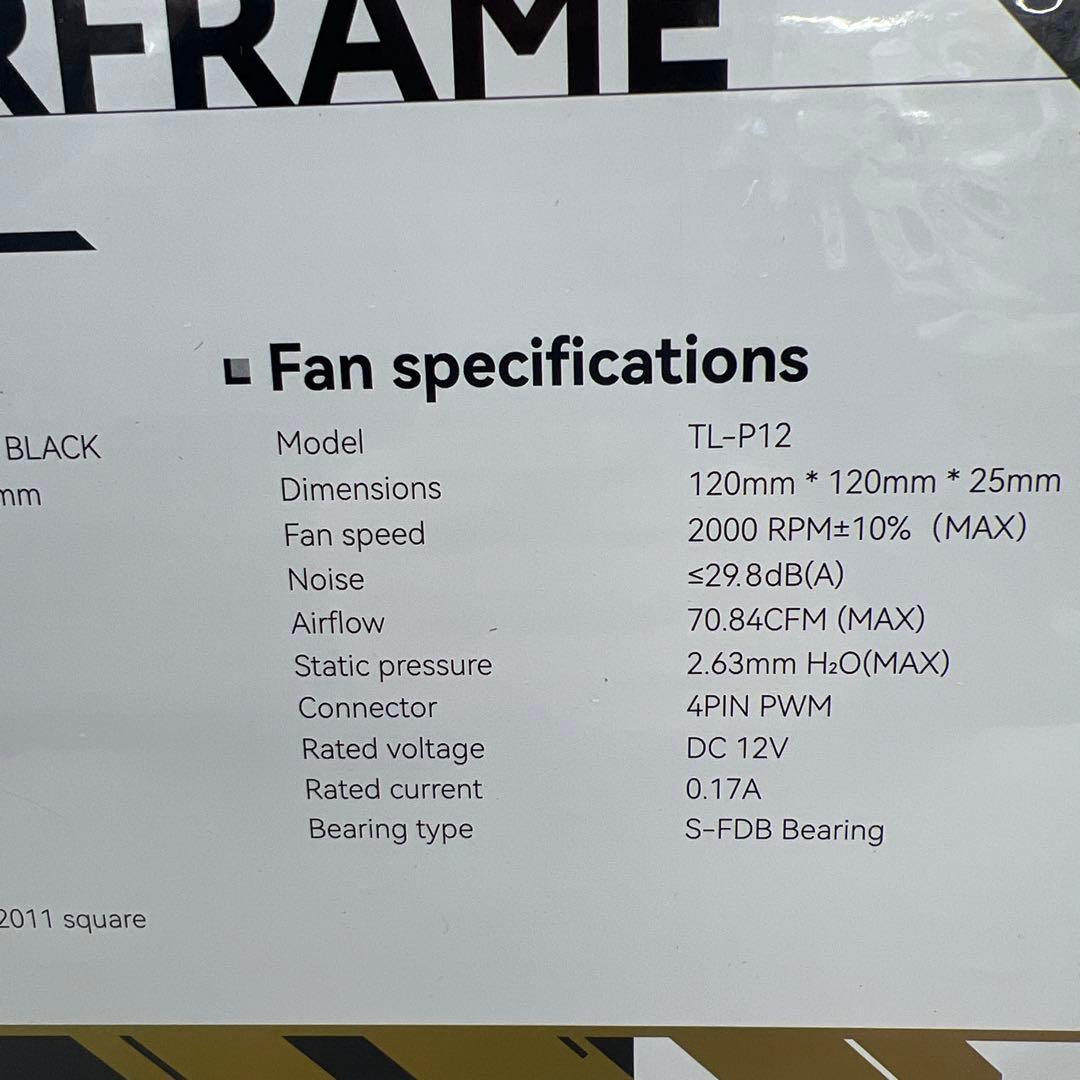 RFRAME
Fan specifications
BLACK
mm
Model TL-P12
Dimensions 120mm * 120mm * 25mm
Fan speed 2000 RPM±10% (MAX)
Noise ≤29.8dB(A)
Airflow 70.84CFM (MAX)
Static pressure 2.63mm H₂O(MAX)
Connector 4PIN PWM
Rated voltage DC 12V
Rated current 0.17A
Bearing type S-FDB Bearing
2011 square